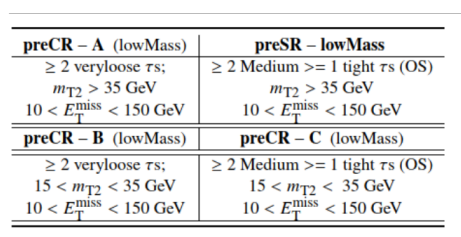 preCR – A (lowMass) preSR – lowMass
≥ 2 veryloose τs; ≥ 2 Medium >= 1 tight τs (OS)
mT2 > 35 GeV mT2 > 35 GeV
10 < ETmiss < 150 GeV 10 < ETmiss < 150 GeV
preCR – B (lowMass) preCR – C (lowMass)
≥ 2 veryloose τs; ≥ 2 Medium >= 1 tight τs (OS)
15 < mT2 < 35 GeV 15 < mT2 < 35 GeV
10 < ETmiss < 150 GeV 10 < ETmiss < 150 GeV